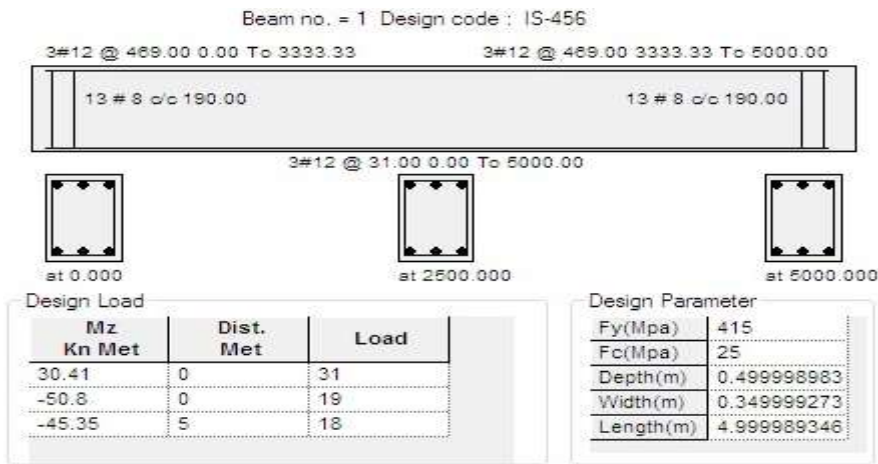 Beam no. = 1 Design code : IS-456
3#12 @ 469.00 0.00 To 3333.33 3#12 @ 469.00 3333.33 To 5000.00
13 # 8 c/c 190.00 13 # 8 c/c 190.00
3#12 @ 31.00 0.00 To 5000.00
at 0.000 at 2500.000 at 5000.000
Design Load Design Parameter
Mz Kn Met Dist. Met Load
30.41 0 31
-50.8 0 19
-45.35 5 18
Fy(Mpa) 415
Fc(Mpa) 25
Depth(m) 0.499998983
Width(m) 0.349999273
Length(m) 4.999989346